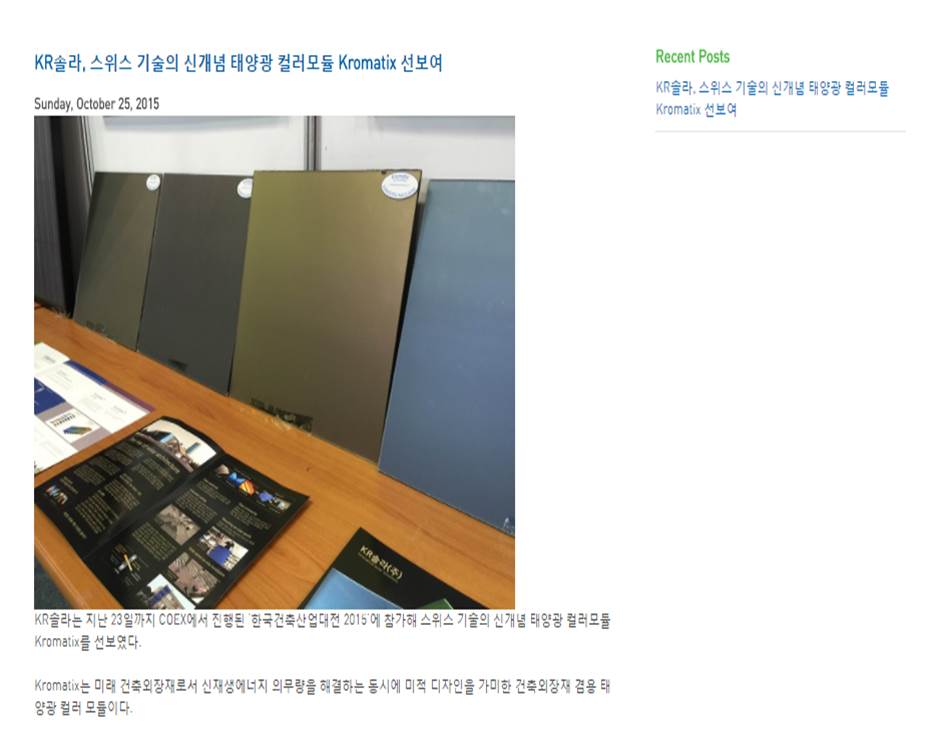 KR솔라, 스위스 기술의 신개념 태양광 컬러모듈 Kromatix 선보여
Sunday, October 25, 2015
KR솔라(주)
KR솔라는 지난 23일까지 COEX에서 진행된 '한국건축산업대전 2015'에 참가해 스위스 기술의 신개념 태양광 컬러모듈
Kromatix를 선보였다.
Kromatix는 미래 건축외장재로서 신재생에너지 의무량을 해결하는 동시에 미적 디자인을 가미한 건축외장재 겸용 태
양광 컬러 모듈이다.
Recent Posts
KR솔라, 스위스 기술의 신개념 태양광 컬러모듈
Kromatix 선보여